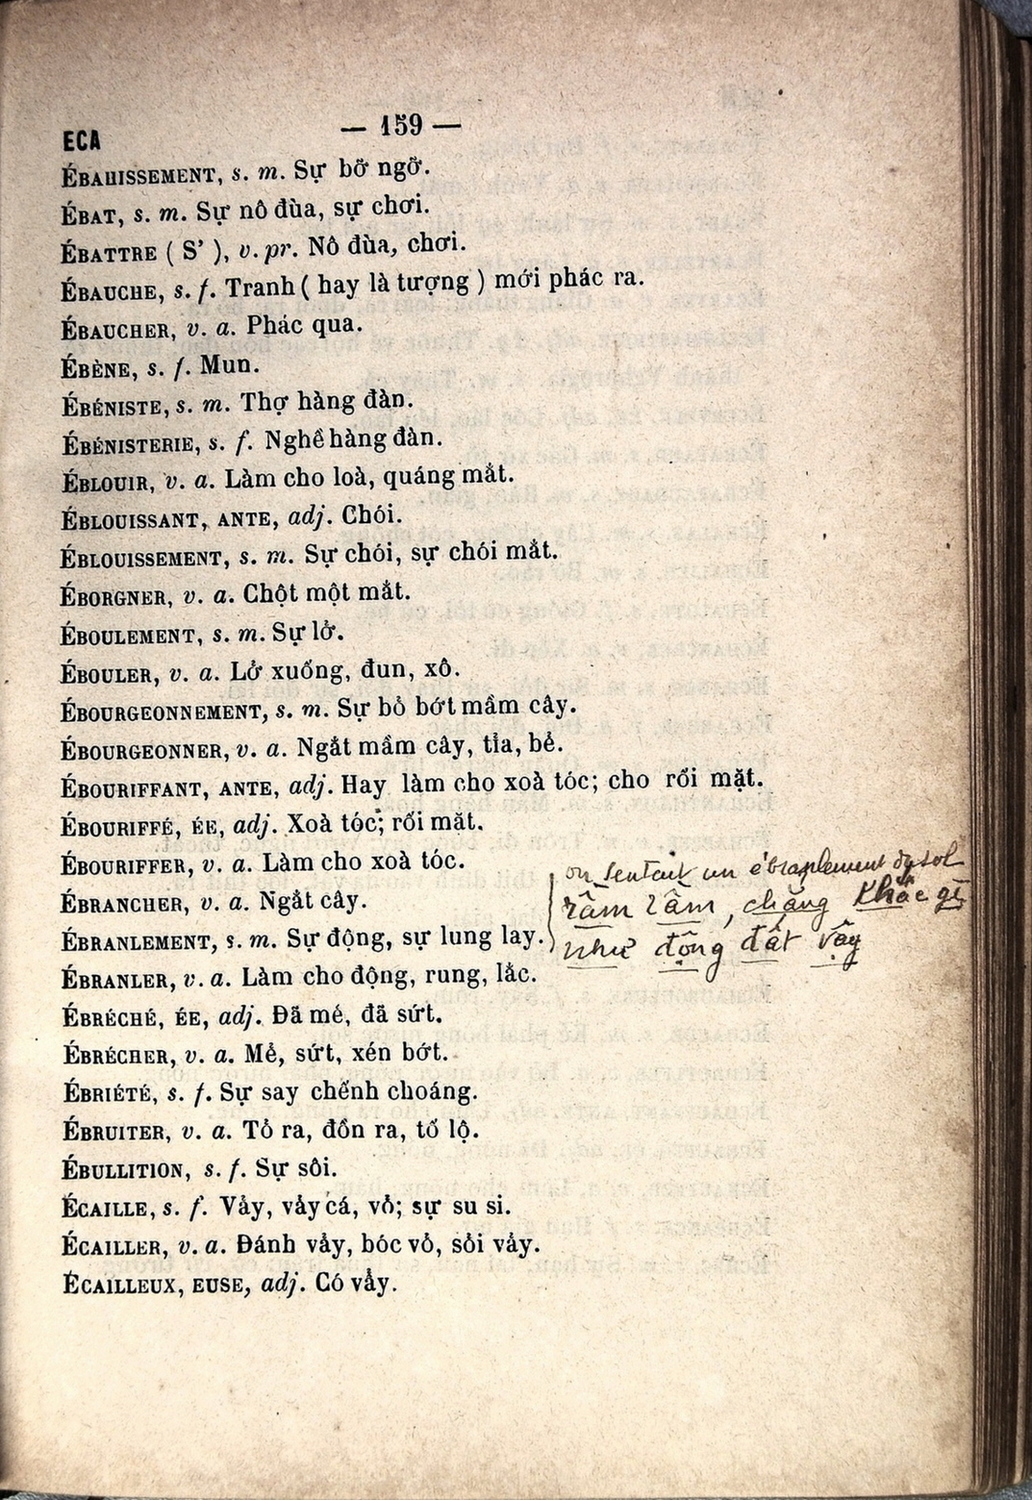 ECA
— 159 —
ÉBAHISSEMENT, s. m. Sự bỡ ngỡ.
ÉBAT, s. m. Sự nô đùa, sự chơi.
ÉBATTRE ( S’ ), v. pr. Nô đùa, chơi.
ÉBAUCHE, s. f. Tranh ( hay là tượng ) mới phác ra.
ÉBAUCHER, v. a. Phác qua.
ÉBÈNE, s. f. Mun.
ÉBÉNISTE, s. m. Thợ hàng đàn.
ÉBÉNISTERIE, s. f. Nghề hàng đàn.
ÉBLOUIR, v. a. Làm cho loà, quáng mắt.
ÉBLOUISSANT, ANTE, adj. Chói.
ÉBLOUISSEMENT, s. m. Sự chói, sự chói mắt.
ÉBORGNER, v. a. Chột một mắt.
ÉBOULEMENT, s. m. Sự lở.
ÉBOULER, v. a. Lở xuống, đun, xô.
ÉBOURGEONNEMENT, s. m. Sự bỏ bớt mầm cây.
ÉBOURGEONNER, v. a. Ngắt mầm cây, tỉa, bẻ.
ÉBOURIFFANT, ANTE, adj. Hay làm cho xoà tóc; cho rối mặt.
ÉBOURIFFÉ, ÉE, adj. Xoà tóc; rối mặt.
ÉBOURIFFER, v. a. Làm cho xoà tóc.
ÉBRANCHER, v. a. Ngắt cây.
ÉBRANLEMENT, s. m. Sự động, sự lung lay.
on sentait un ébranlement du sol
rầm rầm, chẳng khác gì
như động đất vậy
ÉBRANLER, v. a. Làm cho động, rung, lắc.
ÉBRÉCHÉ, ÉE, adj. Đã mẻ, đã sứt.
ÉBRÉCHER, v. a. Mẻ, sứt, xén bớt.
ÉBRIÉTÉ, s. f. Sự say chếnh choáng.
ÉBRUITER, v. a. Tỏ ra, đồn ra, tố lộ.
ÉBULLITION, s. f. Sự sôi.
ÉCAILLE, s. f. Vảy, vảy cá, vỏ; sự su si.
ÉCAILLER, v. a. Đánh vảy, bóc vỏ, sỏi vảy.
ÉCAILLEUX, EUSE, adj. Có vảy.